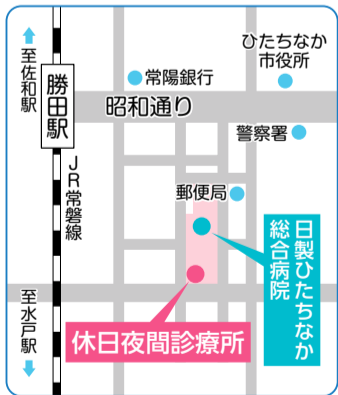 至佐和駅
勝田駅
JR常磐線
至水戸駅
常陽銀行
ひたちなか
市役所
昭和通り
警察署
郵便局
日製ひたちなか
総合病院
休日夜間診療所